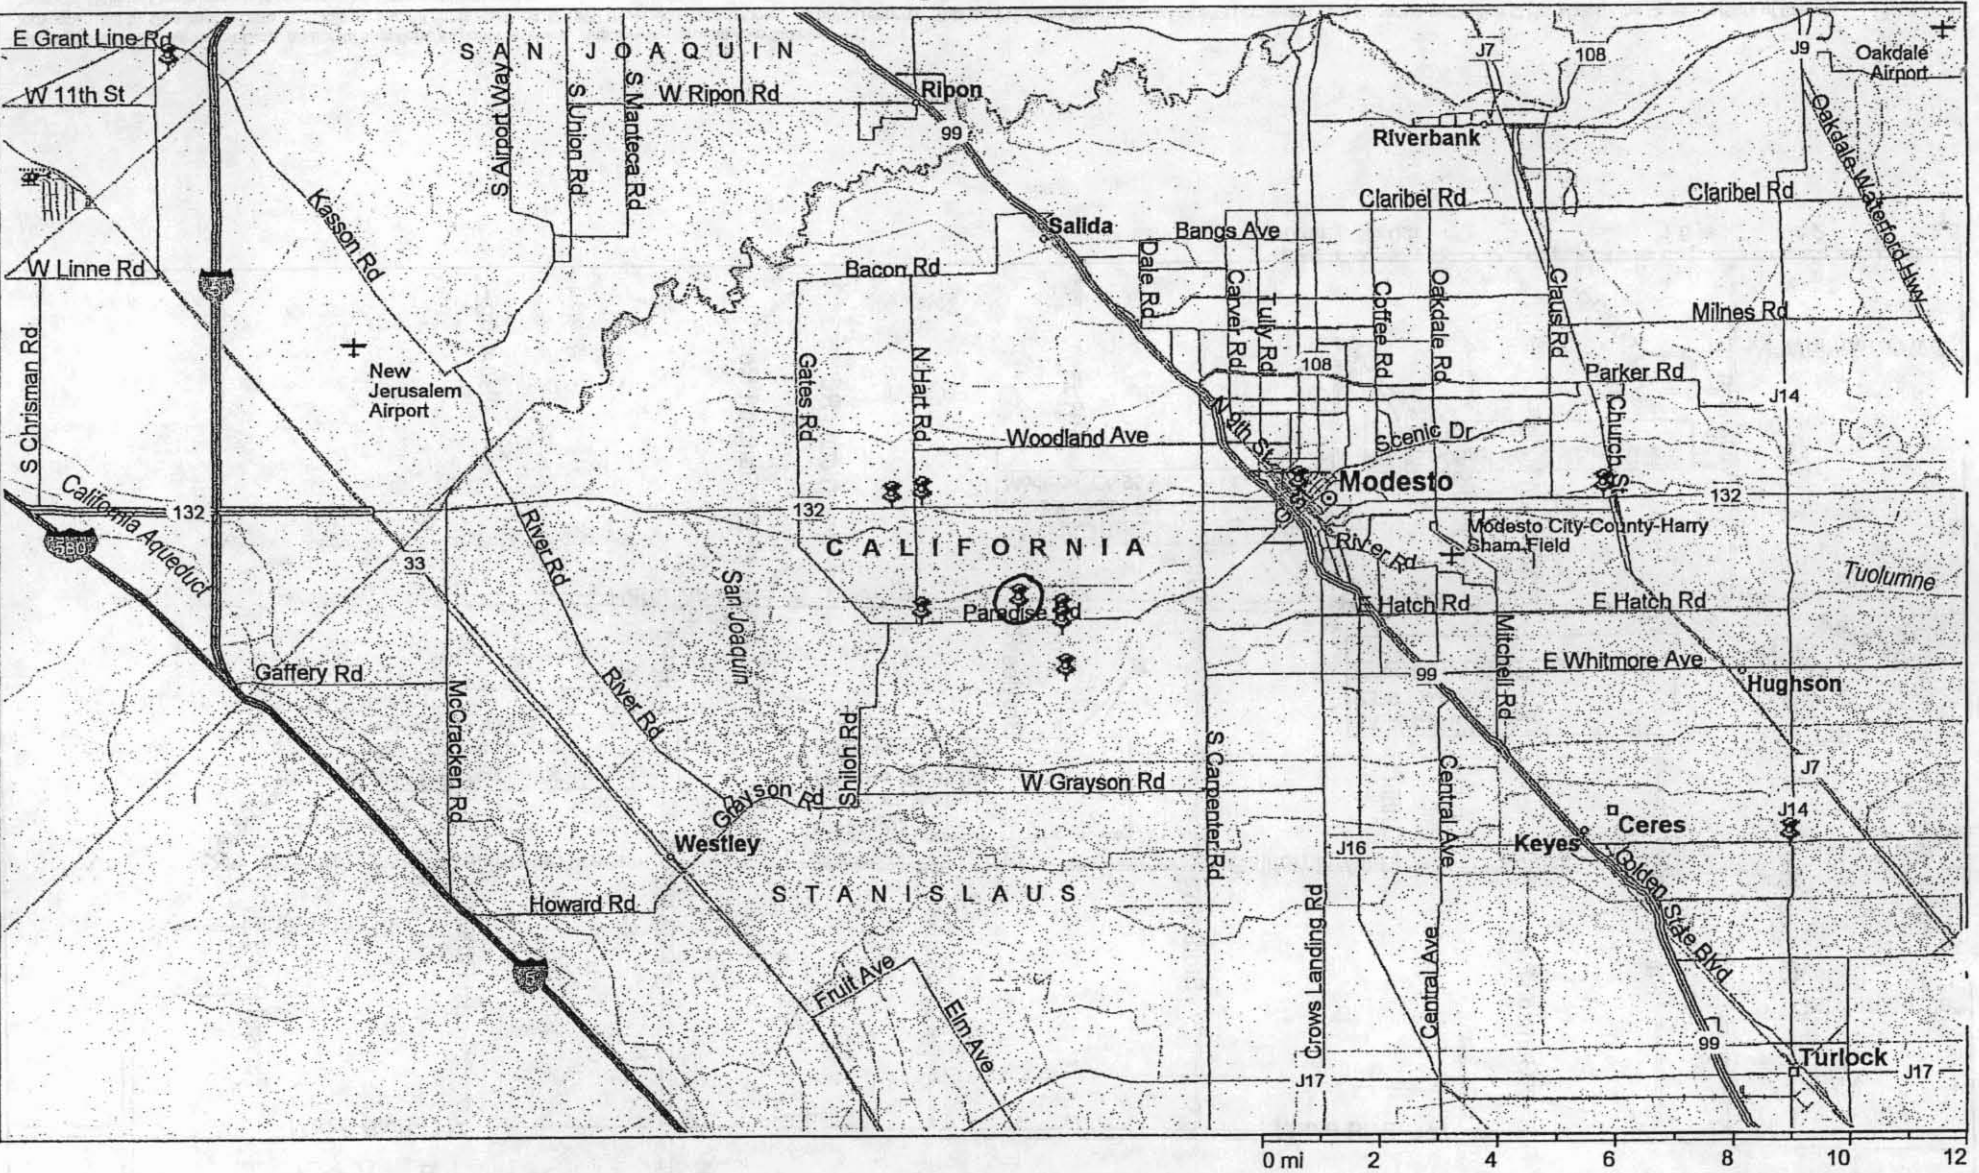 E Grant Line Rd
SAN JOAQUIN
J7
108
J9
Oakdale
Airport
W 11th St
S Airport Way
S Union Rd
S Manteca Rd
W Ripon Rd
Ripon
99
Riverbank
Oakdale Waterford Hwy
Kasson Rd
Claribel Rd
Claribel Rd
Salida
Bangs Ave
W Linne Rd
Bacon Rd
Dale Rd
Carver Rd
Tully Rd
Coffee Rd
Oakdale Rd
Claus Rd
Milnes Rd
5
S Chrisman Rd
New
Jerusalem
Airport
Gates Rd
N Hart Rd
108
Parker Rd
J14
Woodland Ave
N 9th St
Scenic Dr
Church St
Modesto
California Aqueduct
132
132
132
580
33
River Rd
CALIFORNIA
Modesto City-County-Harry
Sham Field
River Rd
Tuolumne
San Joaquin
Paradise Rd
E Hatch Rd
E Hatch Rd
Mitchell Rd
Gaffery Rd
McCracken Rd
River Rd
99
E Whitmore Ave
Hughson
Shilon Rd
S Carpenter Rd
Grayson Rd
W Grayson Rd
Central Ave
J7
J14
Ceres
Westley
J16
Keyes
Golden State Blvd
Howard Rd
STANISLAUS
Crows Landing Rd
Central Ave
5
Fruit Ave
Elm Ave
99
Turlock
J17
J17
0 mi 2 4 6 8 10 12